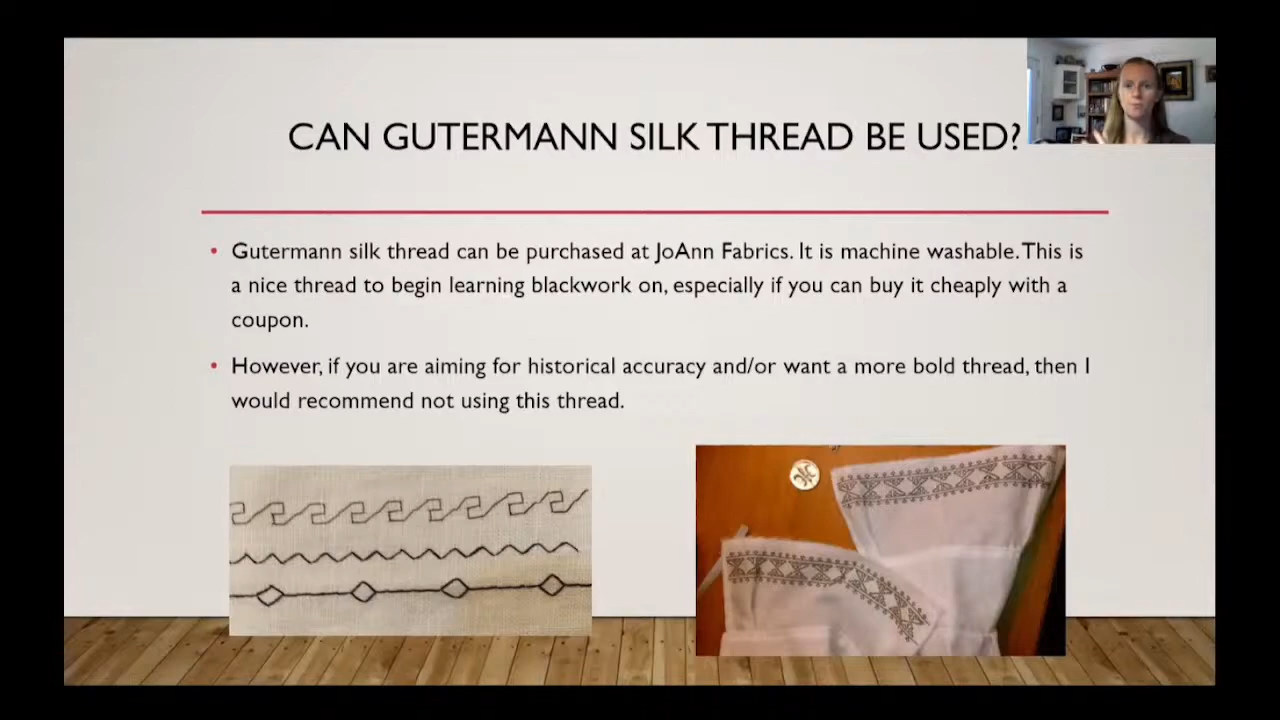 CAN GUTERMANN SILK THREAD BE USED?
• Gutermann silk thread can be purchased at JoAnn Fabrics. It is machine washable. This is
a nice thread to begin learning blackwork on, especially if you can buy it cheaply with a
coupon.
• However, if you are aiming for historical accuracy and/or want a more bold thread, then I
would recommend not using this thread.